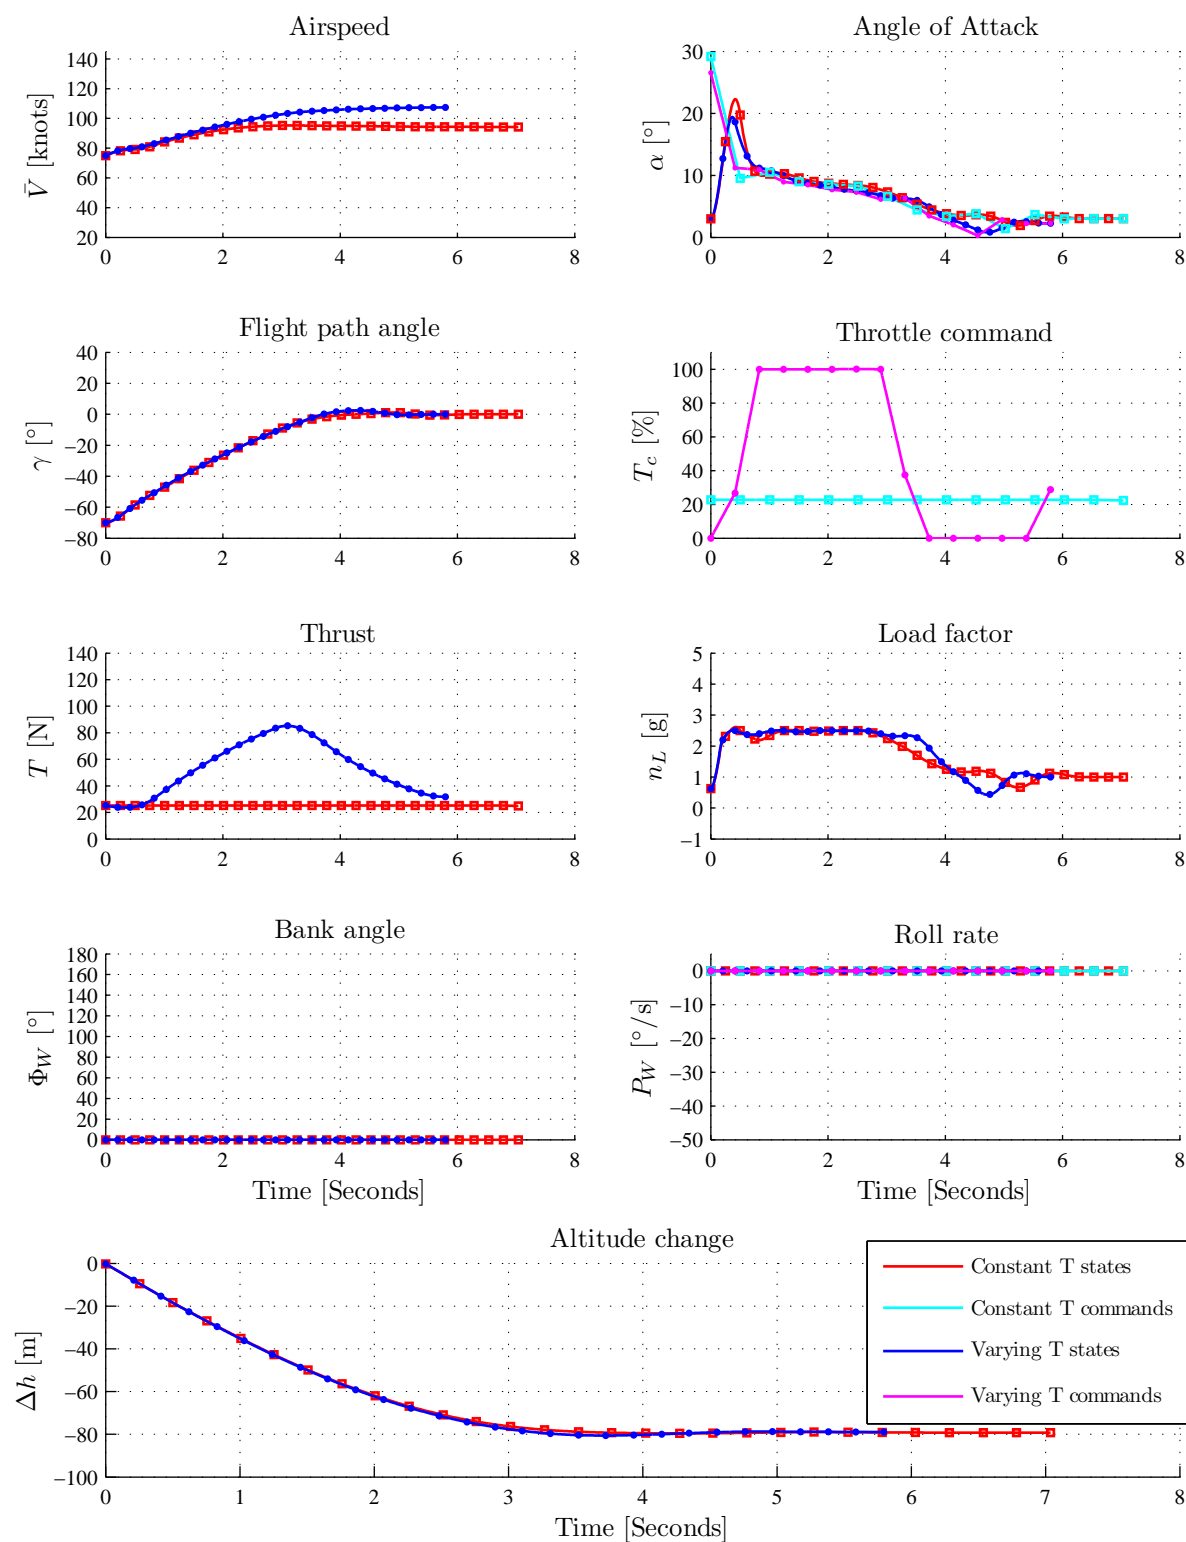 Airspeed
V̄ [knots]
140
120
100
80
60
40
20
0 2 4 6 8
Angle of Attack
α [°]
30
20
10
0
0 2 4 6 8
Flight path angle
γ [°]
40
20
0
−20
−40
−60
−80
0 2 4 6 8
Throttle command
T_c [%]
100
80
60
40
20
0
0 2 4 6 8
Thrust
T [N]
140
120
100
80
60
40
20
0
0 2 4 6 8
Load factor
n_L [g]
5
4
3
2
1
0
−1
0 2 4 6 8
Bank angle
Φ_W [°]
180
160
140
120
100
80
60
40
20
0
0 2 4 6 8
Time [Seconds]
Roll rate
P_W [°/s]
0
−10
−20
−30
−40
−50
0 2 4 6 8
Time [Seconds]
Altitude change
Δh [m]
0
−20
−40
−60
−80
−100
0 1 2 3 4 5 6 7 8
Time [Seconds]
Constant T states
Constant T commands
Varying T states
Varying T commands